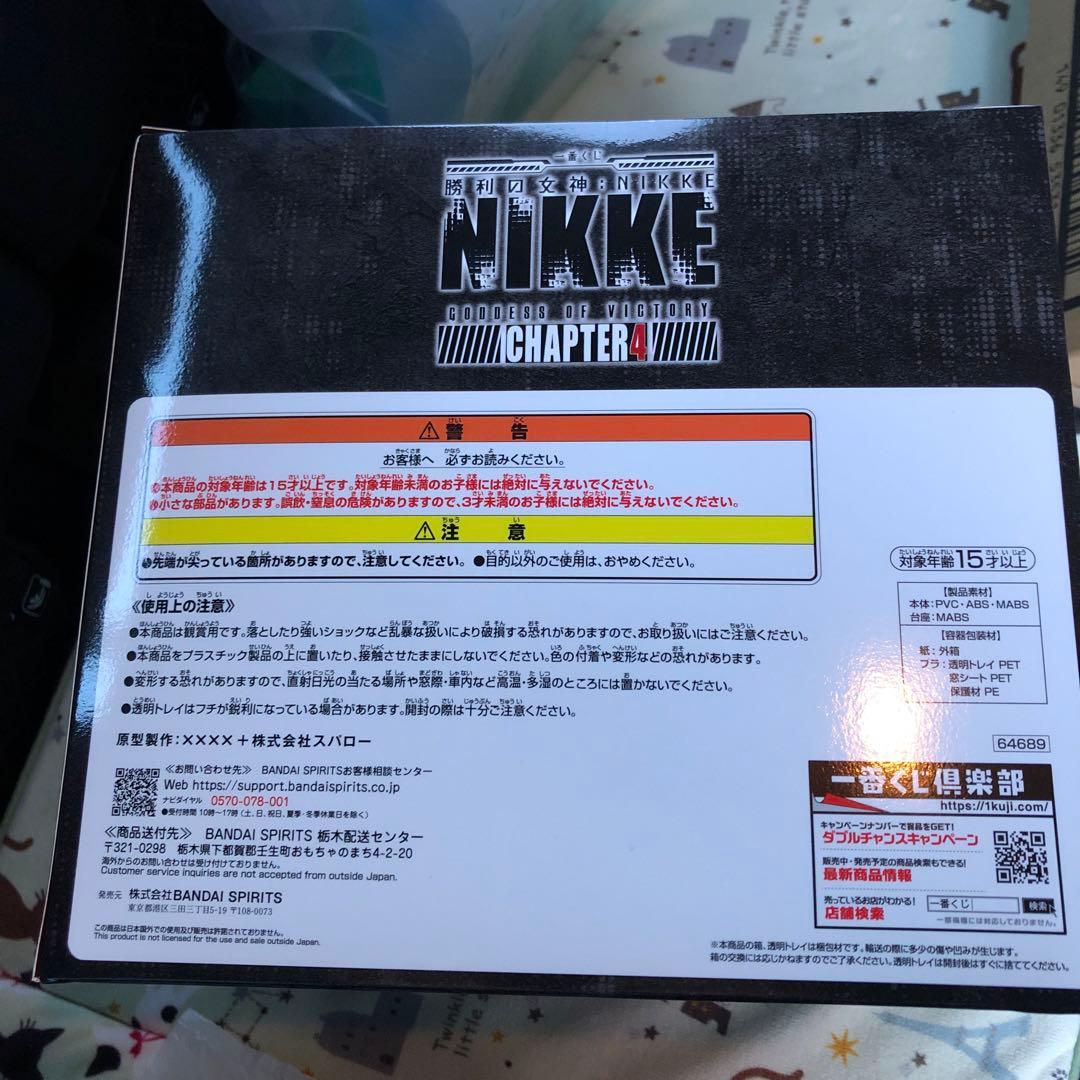 一番くじ
勝利の女神:NIKKE
NIKKE
GODDESS OF VICTORY
CHAPTER4
⚠警告
お客様へ 必ずお読みください。
本商品の対象年齢は15才以上です。対象年齢未満のお子様には絶対に与えないでください。
小さな部品があります。誤飲・窒息の危険がありますので、3才未満のお子様には絶対に与えないでください。
⚠注意
先端が尖っている箇所がありますので、注意してください。 ●目的以外のご使用は、おやめください。
対象年齢15才以上
《使用上の注意》
●本商品は観賞用です。落としたり強いショックなど乱暴な扱いにより破損する恐れがありますので、お取り扱いにはご注意ください。
●本商品をプラスチック製品の上に置いたり、接触させたままにしないでください。色の付着や変形などの恐れがあります。
●変形する恐れがありますので、直射日光の当たる場所や窓際・車内など高温・多湿のところには置かないでください。
●透明トレイはフチが鋭利になっている場合があります。開封の際は十分ご注意ください。
【製品素材】
本体:PVC・ABS・MABS
台座:MABS
【容器包装材】
紙:外箱
プラ:透明トレイ PET
窓シート PET
保護材 PE
原型製作:××××+株式会社スパロー
64689
≪お問い合わせ先≫ BANDAI SPIRITSお客様相談センター
Web https://support.bandaispirits.co.jp
ナビダイヤル 0570-078-001
●受付時間 10時〜17時(土、日、祝日、夏季・冬季休業日を除く)
≪商品送付先≫ BANDAI SPIRITS 栃木配送センター
〒321-0298 栃木県下都賀郡壬生町おもちゃのまち4-2-20
海外からのお問い合わせは受け付けておりません。
Customer service inquiries are not accepted from outside Japan.
発売元 株式会社BANDAI SPIRITS
東京都港区三田三丁目5-19 〒108-0073
この商品は日本国外での使用及び販売は許諾されておりません。
This product is not licensed for the use and sale outside Japan.
一番くじ倶楽部
https://1kuji.com/
キャンペーンナンバーで賞品をGET!
ダブルチャンスキャンペーン
販売中・発売予定の商品検索もできる!
最新商品情報
売っているお店がわかる!
店舗検索
一番くじ 検索
一部機種には対応しておりません。
※本商品の箱、透明トレイは梱包材です。輸送の際に多少の傷や凹みが生じます。
箱の交換には応じかねますのでご了承ください。透明トレイは開封後はすぐに捨ててください。
Twinkle,
little sta
Twinkle
little